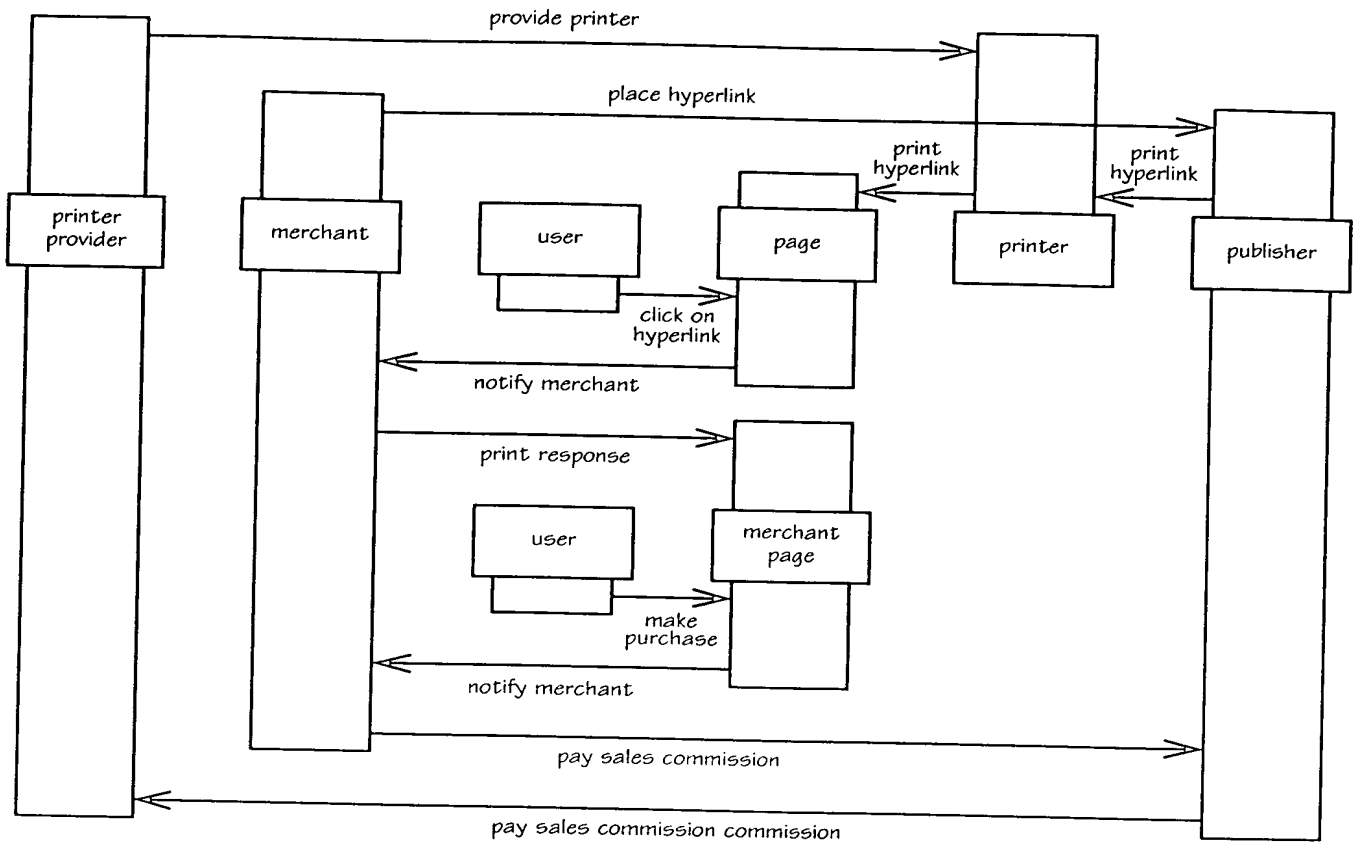 provide printer
place hyperlink
print
hyperlink
print
hyperlink
printer
provider
merchant
user
page
printer
publisher
click on
hyperlink
notify merchant
print response
user
merchant
page
make
purchase
notify merchant
pay sales commission
pay sales commission commission